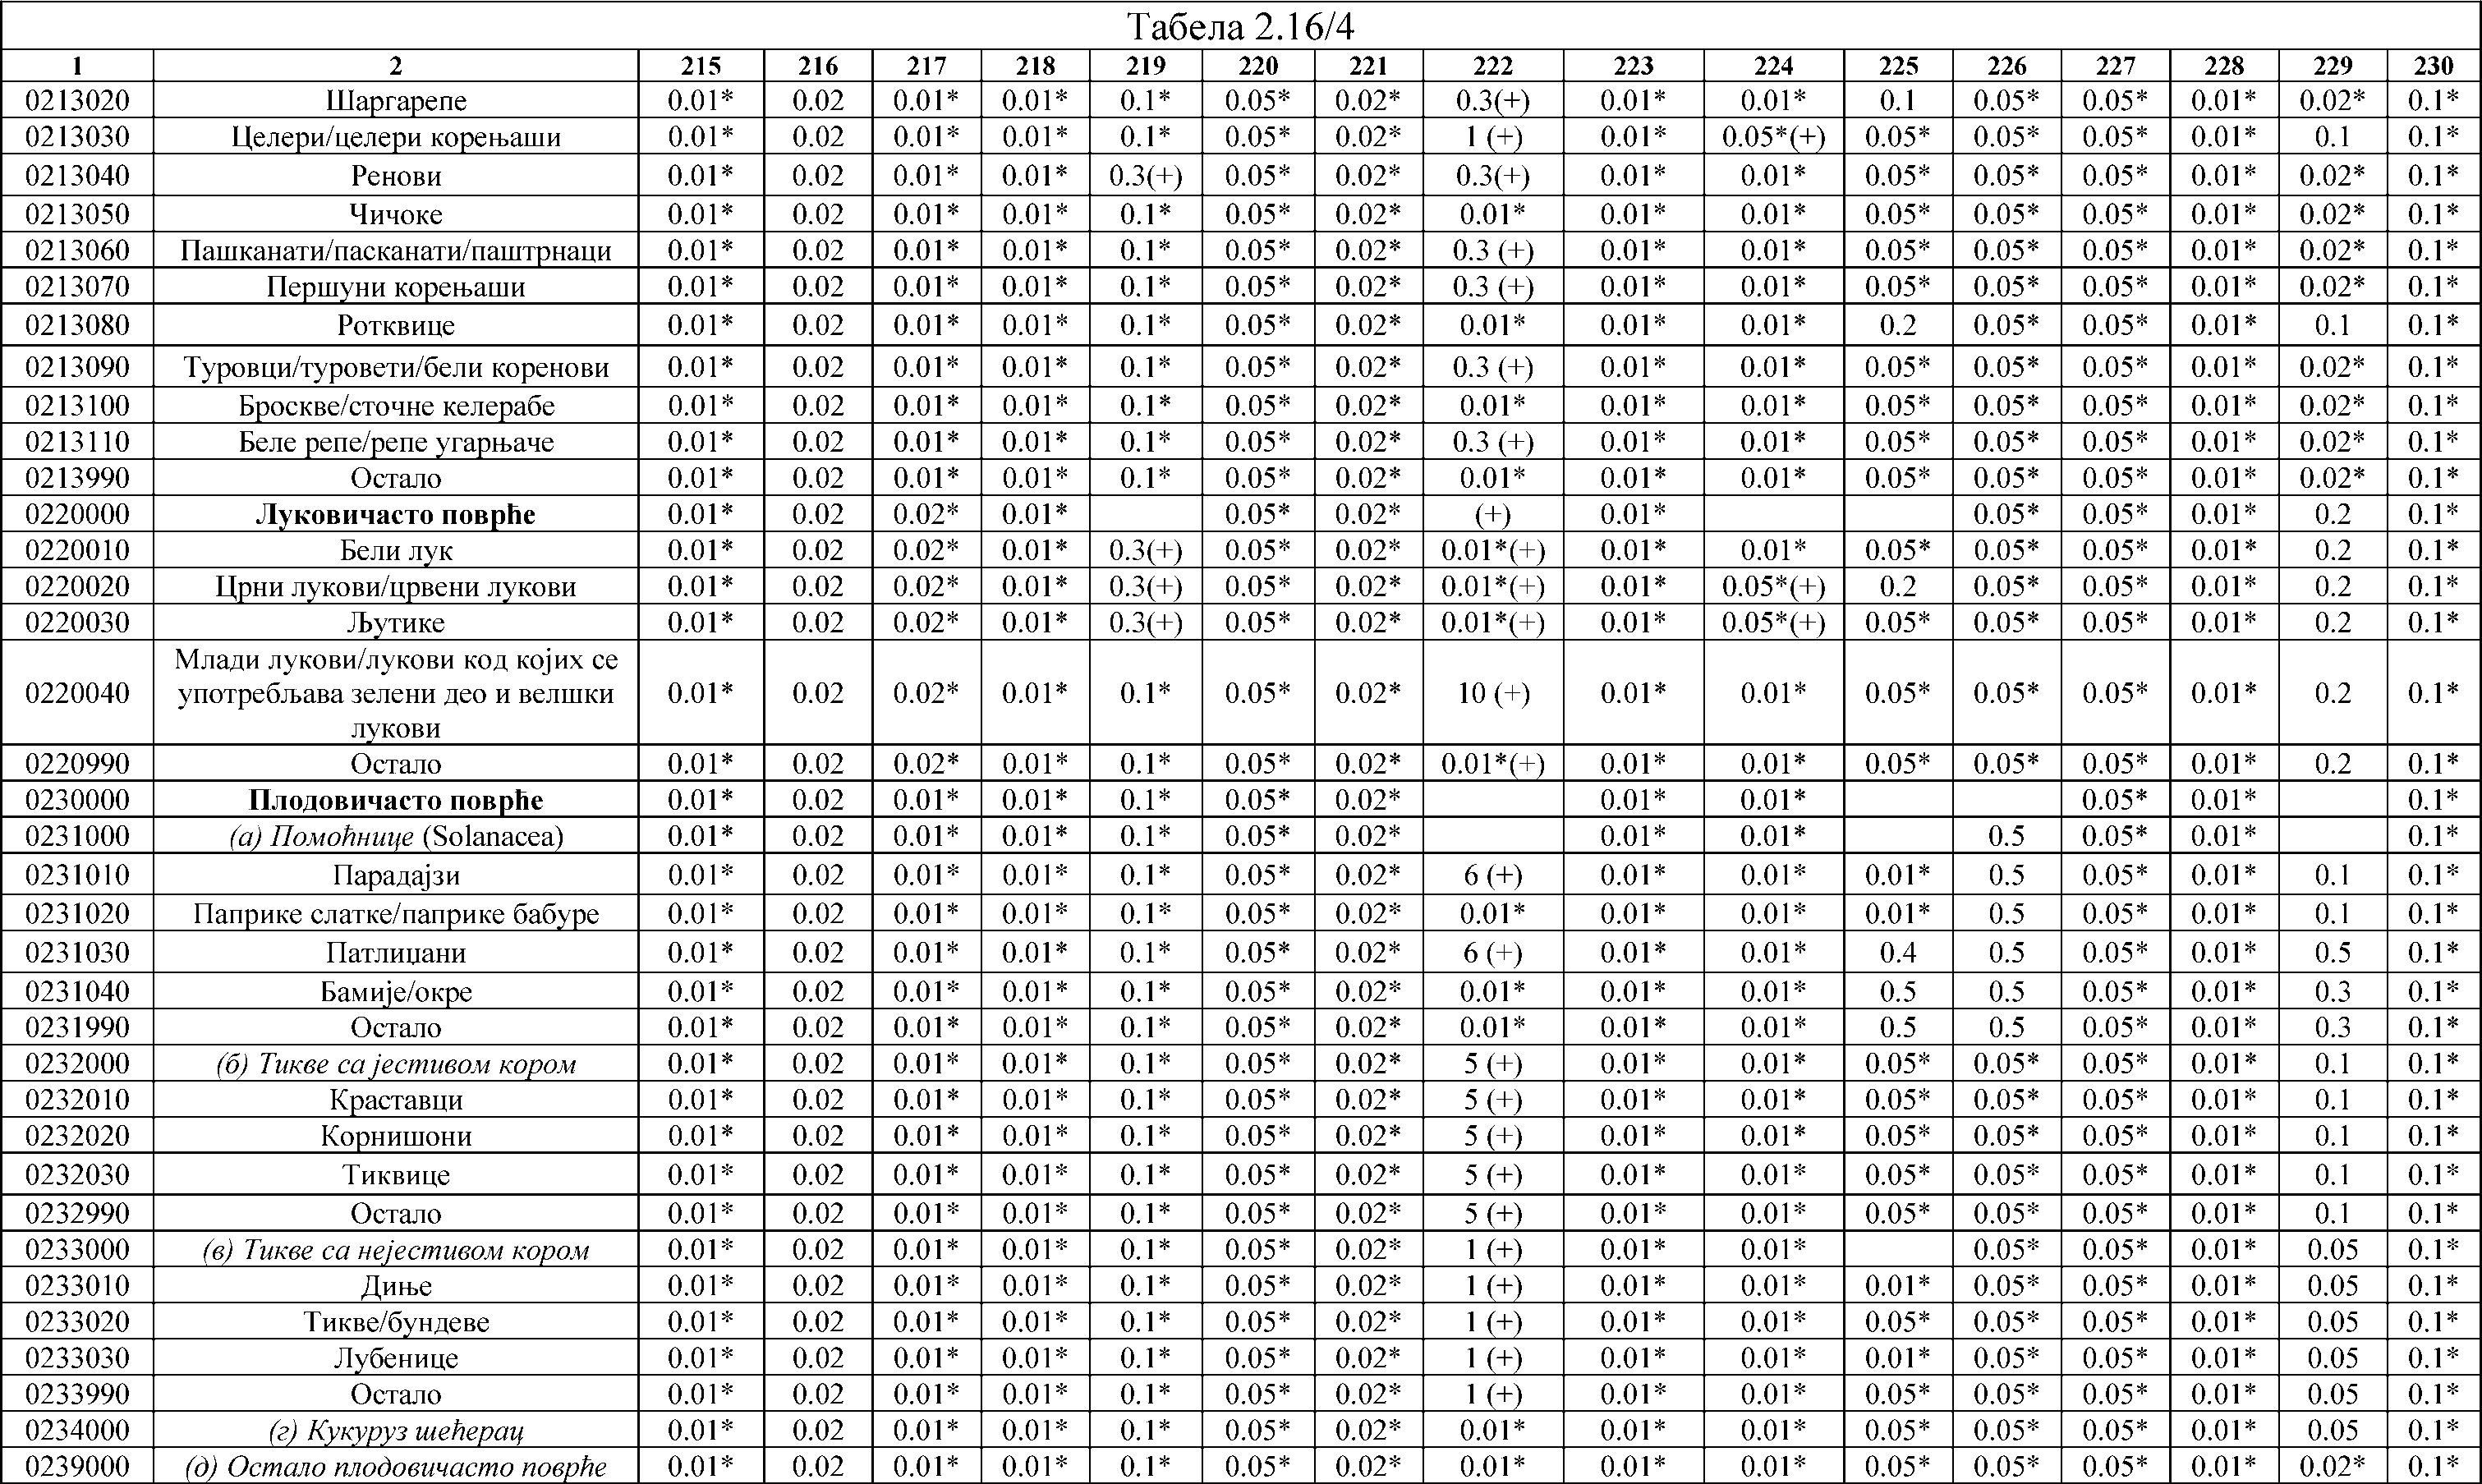 Табела 2.16/4
1 2 215 216 217 218 219 220 221 222 223 224 225 226 227 228 229 230
0213020 Шаргарепе 0.01* 0.02 0.01* 0.01* 0.1* 0.05* 0.02* 0.3(+) 0.01* 0.01* 0.1 0.05* 0.05* 0.01* 0.02* 0.1*
0213030 Целери/целери корењаши 0.01* 0.02 0.01* 0.01* 0.1* 0.05* 0.02* 1 (+) 0.01* 0.05*(+) 0.05* 0.05* 0.05* 0.01* 0.1 0.1*
0213040 Ренови 0.01* 0.02 0.01* 0.01* 0.3(+) 0.05* 0.02* 0.3(+) 0.01* 0.01* 0.05* 0.05* 0.05* 0.01* 0.02* 0.1*
0213050 Чичоке 0.01* 0.02 0.01* 0.01* 0.1* 0.05* 0.02* 0.01* 0.01* 0.01* 0.05* 0.05* 0.05* 0.01* 0.02* 0.1*
0213060 Пашканати/пасканати/паштрнаци 0.01* 0.02 0.01* 0.01* 0.1* 0.05* 0.02* 0.3 (+) 0.01* 0.01* 0.05* 0.05* 0.05* 0.01* 0.02* 0.1*
0213070 Першуни корењаши 0.01* 0.02 0.01* 0.01* 0.1* 0.05* 0.02* 0.3 (+) 0.01* 0.01* 0.05* 0.05* 0.05* 0.01* 0.02* 0.1*
0213080 Ротквице 0.01* 0.02 0.01* 0.01* 0.1* 0.05* 0.02* 0.01* 0.01* 0.01* 0.2 0.05* 0.05* 0.01* 0.1 0.1*
0213090 Туровци/туровети/бели коренови 0.01* 0.02 0.01* 0.01* 0.1* 0.05* 0.02* 0.3 (+) 0.01* 0.01* 0.05* 0.05* 0.05* 0.01* 0.02* 0.1*
0213100 Броскве/сточне келерабе 0.01* 0.02 0.01* 0.01* 0.1* 0.05* 0.02* 0.01* 0.01* 0.01* 0.05* 0.05* 0.05* 0.01* 0.02* 0.1*
0213110 Беле репе/репе угарњаче 0.01* 0.02 0.01* 0.01* 0.1* 0.05* 0.02* 0.3 (+) 0.01* 0.01* 0.05* 0.05* 0.05* 0.01* 0.02* 0.1*
0213990 Остало 0.01* 0.02 0.01* 0.01* 0.1* 0.05* 0.02* 0.01* 0.01* 0.01* 0.05* 0.05* 0.05* 0.01* 0.02* 0.1*
0220000 Луковичасто поврће 0.01* 0.02 0.02* 0.01* 0.05* 0.02* (+) 0.01* 0.05* 0.05* 0.01* 0.2 0.1*
0220010 Бели лук 0.01* 0.02 0.02* 0.01* 0.3(+) 0.05* 0.02* 0.01*(+) 0.01* 0.01* 0.05* 0.05* 0.05* 0.01* 0.2 0.1*
0220020 Црни лукови/црвени лукови 0.01* 0.02 0.02* 0.01* 0.3(+) 0.05* 0.02* 0.01*(+) 0.01* 0.05*(+) 0.2 0.05* 0.05* 0.01* 0.2 0.1*
0220030 Љутике 0.01* 0.02 0.02* 0.01* 0.3(+) 0.05* 0.02* 0.01*(+) 0.01* 0.05*(+) 0.05* 0.05* 0.05* 0.01* 0.2 0.1*
Млади лукови/лукови код којих се
0220040 употребљава зелени део и велшки 0.01* 0.02 0.02* 0.01* 0.1* 0.05* 0.02* 10 (+) 0.01* 0.01* 0.05* 0.05* 0.05* 0.01* 0.2 0.1*
лукови
0220990 Остало 0.01* 0.02 0.02* 0.01* 0.1* 0.05* 0.02* 0.01*(+) 0.01* 0.01* 0.05* 0.05* 0.05* 0.01* 0.2 0.1*
0230000 Плодовичасто поврће 0.01* 0.02 0.01* 0.01* 0.1* 0.05* 0.02* 0.01* 0.01* 0.05* 0.01* 0.1*
0231000 (а) Помоћнице (Solanacea) 0.01* 0.02 0.01* 0.01* 0.1* 0.05* 0.02* 0.01* 0.01* 0.5 0.05* 0.01* 0.1*
0231010 Парадајзи 0.01* 0.02 0.01* 0.01* 0.1* 0.05* 0.02* 6 (+) 0.01* 0.01* 0.01* 0.5 0.05* 0.01* 0.1 0.1*
0231020 Паприке слатке/паприке бабуре 0.01* 0.02 0.01* 0.01* 0.1* 0.05* 0.02* 0.01* 0.01* 0.01* 0.01* 0.5 0.05* 0.01* 0.1 0.1*
0231030 Патлиџани 0.01* 0.02 0.01* 0.01* 0.1* 0.05* 0.02* 6 (+) 0.01* 0.01* 0.4 0.5 0.05* 0.01* 0.5 0.1*
0231040 Бамије/окре 0.01* 0.02 0.01* 0.01* 0.1* 0.05* 0.02* 0.01* 0.01* 0.01* 0.5 0.5 0.05* 0.01* 0.3 0.1*
0231990 Остало 0.01* 0.02 0.01* 0.01* 0.1* 0.05* 0.02* 0.01* 0.01* 0.01* 0.5 0.5 0.05* 0.01* 0.3 0.1*
0232000 (б) Тикве са јестивом кором 0.01* 0.02 0.01* 0.01* 0.1* 0.05* 0.02* 5 (+) 0.01* 0.01* 0.05* 0.05* 0.05* 0.01* 0.1 0.1*
0232010 Краставци 0.01* 0.02 0.01* 0.01* 0.1* 0.05* 0.02* 5 (+) 0.01* 0.01* 0.05* 0.05* 0.05* 0.01* 0.1 0.1*
0232020 Корнишони 0.01* 0.02 0.01* 0.01* 0.1* 0.05* 0.02* 5 (+) 0.01* 0.01* 0.05* 0.05* 0.05* 0.01* 0.1 0.1*
0232030 Тиквице 0.01* 0.02 0.01* 0.01* 0.1* 0.05* 0.02* 5 (+) 0.01* 0.01* 0.05* 0.05* 0.05* 0.01* 0.1 0.1*
0232990 Остало 0.01* 0.02 0.01* 0.01* 0.1* 0.05* 0.02* 5 (+) 0.01* 0.01* 0.05* 0.05* 0.05* 0.01* 0.1 0.1*
0233000 (в) Тикве са нејестивом кором 0.01* 0.02 0.01* 0.01* 0.1* 0.05* 0.02* 1 (+) 0.01* 0.01* 0.05* 0.05* 0.01* 0.05 0.1*
0233010 Диње 0.01* 0.02 0.01* 0.01* 0.1* 0.05* 0.02* 1 (+) 0.01* 0.01* 0.01* 0.05* 0.05* 0.01* 0.05 0.1*
0233020 Тикве/бундеве 0.01* 0.02 0.01* 0.01* 0.1* 0.05* 0.02* 1 (+) 0.01* 0.01* 0.05* 0.05* 0.05* 0.01* 0.05 0.1*
0233030 Лубенице 0.01* 0.02 0.01* 0.01* 0.1* 0.05* 0.02* 1 (+) 0.01* 0.01* 0.01* 0.05* 0.05* 0.01* 0.05 0.1*
0233990 Остало 0.01* 0.02 0.01* 0.01* 0.1* 0.05* 0.02* 1 (+) 0.01* 0.01* 0.05* 0.05* 0.05* 0.01* 0.05 0.1*
0234000 (г) Кукуруз шећерац 0.01* 0.02 0.01* 0.01* 0.1* 0.05* 0.02* 0.01* 0.01* 0.01* 0.05* 0.05* 0.05* 0.01* 0.05 0.1*
0239000 (д) Остало плодовичасто поврће 0.01* 0.02 0.01* 0.01* 0.1* 0.05* 0.02* 0.01* 0.01* 0.01* 0.05* 0.05* 0.05* 0.01* 0.02* 0.1*